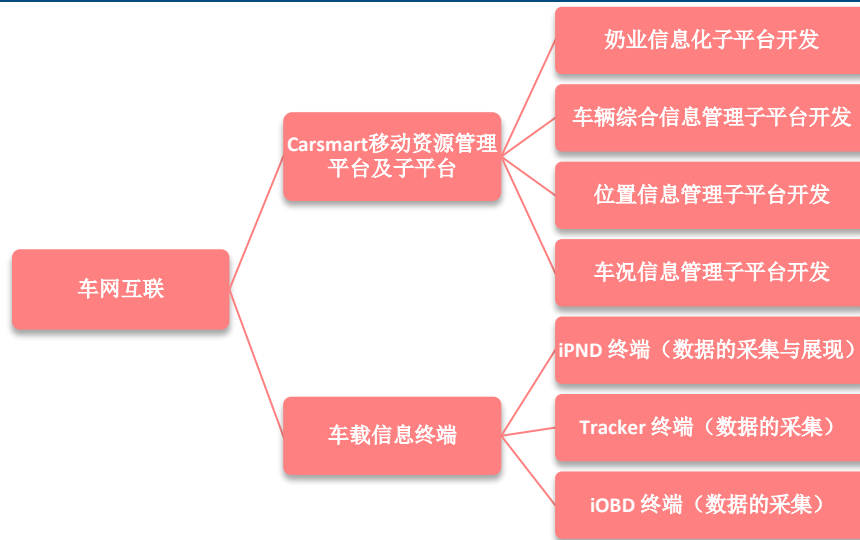 奶业信息化子平台开发
车辆综合信息管理子平台开发
Carsmart移动资源管理
平台及子平台
位置信息管理子平台开发
车况信息管理子平台开发
车网互联
iPND 终端（数据的采集与展现）
车载信息终端
Tracker 终端（数据的采集）
iOBD 终端（数据的采集）